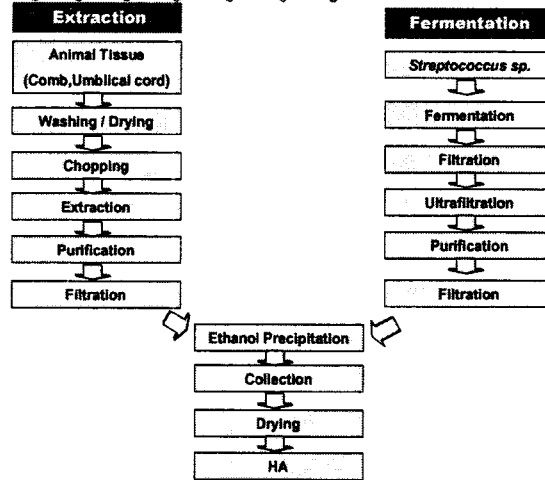 Extraction
Animal Tissue
(Comb,Umblical cord)
Washing / Drying
Chopping
Extraction
Purification
Filtration
Fermentation
Streptococcus sp.
Fermentation
Filtration
Ultrafiltration
Purification
Filtration
Ethanol Precipitation
Collection
Drying
HA